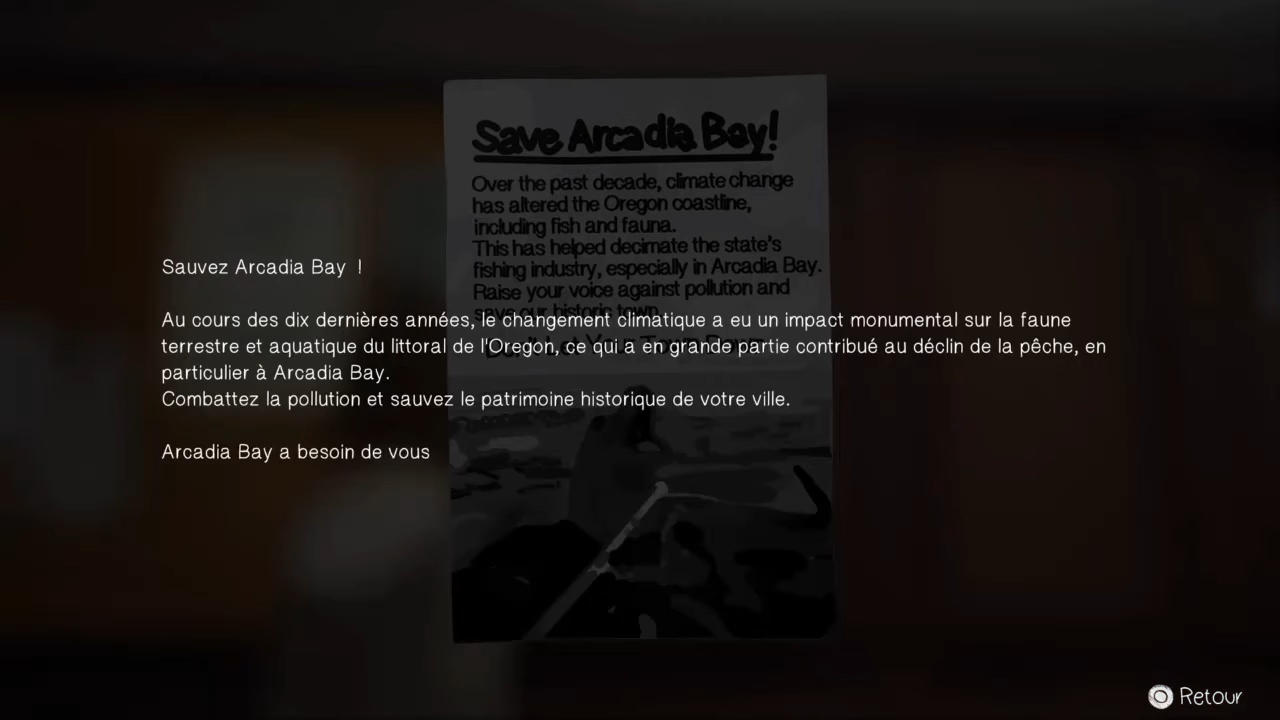 Save Arcadia Bay!
Over the past decade, climate change
has altered the Oregon coastline,
including fish and fauna.
This has helped decimate the state's
fishing industry, especially in Arcadia Bay.
Raise your voice against pollution and
save our historic town.
Sauvez Arcadia Bay !
Au cours des dix dernières années, le changement climatique a eu un impact monumental sur la faune
terrestre et aquatique du littoral de l'Oregon, ce qui a en grande partie contribué au déclin de la pêche, en
particulier à Arcadia Bay.
Combattez la pollution et sauvez le patrimoine historique de votre ville.
Arcadia Bay a besoin de vous
Retour